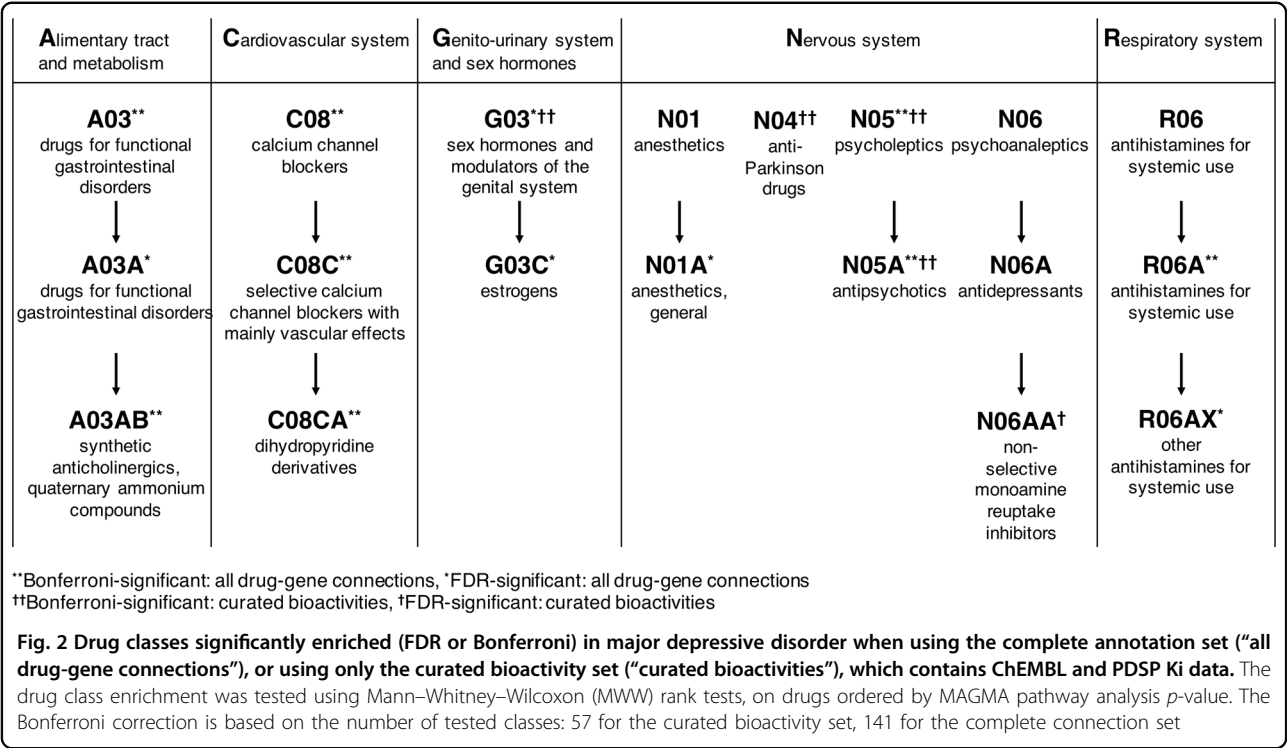 Alimentary tract
and metabolism
Cardiovascular system
Genito-urinary system
and sex hormones
Nervous system
Respiratory system
A03**
drugs for functional
gastrointestinal
disorders
C08**
calcium channel
blockers
G03*††
sex hormones and
modulators of the
genital system
N01
anesthetics
N04††
anti-
Parkinson
drugs
N05**††
psycholeptics
N06
psychoanaleptics
R06
antihistamines for
systemic use
A03A*
drugs for functional
gastrointestinal disorders
C08C**
selective calcium
channel blockers with
mainly vascular effects
G03C*
estrogens
N01A*
anesthetics,
general
N05A**††
antipsychotics
N06A
antidepressants
R06A**
antihistamines for
systemic use
A03AB**
synthetic
anticholinergics,
quaternary ammonium
compounds
C08CA**
dihydropyridine
derivatives
N06AA†
non-
selective
monoamine
reuptake
inhibitors
R06AX*
other
antihistamines for
systemic use
**Bonferroni-significant: all drug-gene connections, *FDR-significant: all drug-gene connections
††Bonferroni-significant: curated bioactivities, †FDR-significant: curated bioactivities
Fig. 2 Drug classes significantly enriched (FDR or Bonferroni) in major depressive disorder when using the complete annotation set (“all
drug-gene connections”), or using only the curated bioactivity set (“curated bioactivities”), which contains ChEMBL and PDSP Ki data. The
drug class enrichment was tested using Mann–Whitney–Wilcoxon (MWW) rank tests, on drugs ordered by MAGMA pathway analysis p-value. The
Bonferroni correction is based on the number of tested classes: 57 for the curated bioactivity set, 141 for the complete connection set